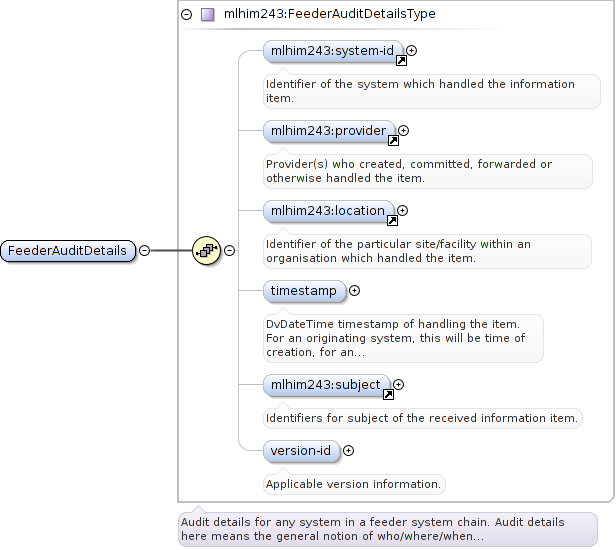 mlhim243:FeederAuditDetailsType
mlhim243:system-id
Identifier of the system which handled the information
item.
mlhim243:provider
Provider(s) who created, committed, forwarded or
otherwise handled the item.
mlhim243:location
Identifier of the particular site/facility within an
organisation which handled the item.
FeederAuditDetails
timestamp
DvDateTime timestamp of handling the item.
For an originating system, this will be time of
creation, for an...
mlhim243:subject
Identifiers for subject of the received information item.
version-id
Applicable version information.
Audit details for any system in a feeder system chain. Audit details
here means the general notion of who/where/when...